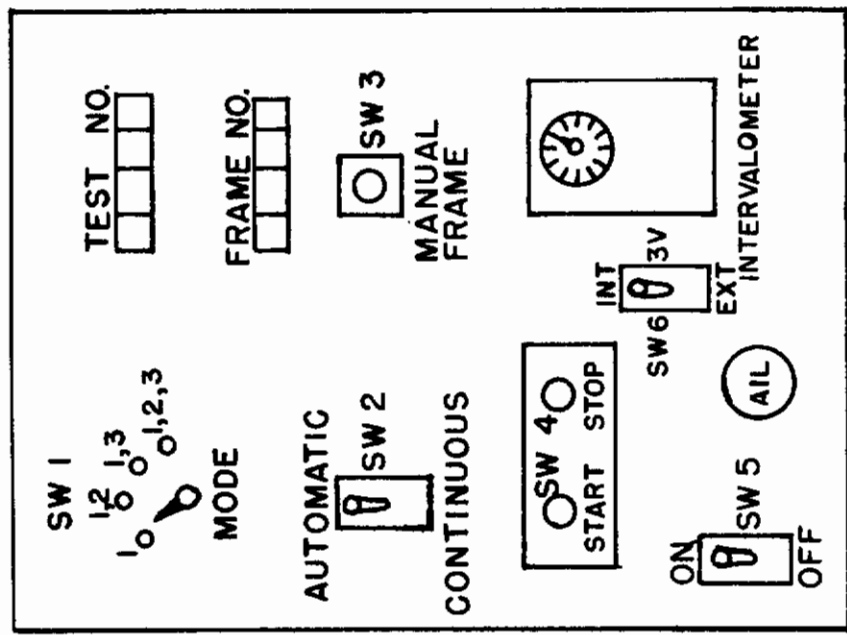 SW 1
1,2
1,3
1
1,2,3
MODE
TEST NO.
FRAME NO.
AUTOMATIC
SW 2
CONTINUOUS
SW 3
MANUAL
FRAME
SW 4
START STOP
INT
SW6 3V
EXT
INTERVALOMETER
ON
SW 5
OFF
AIL